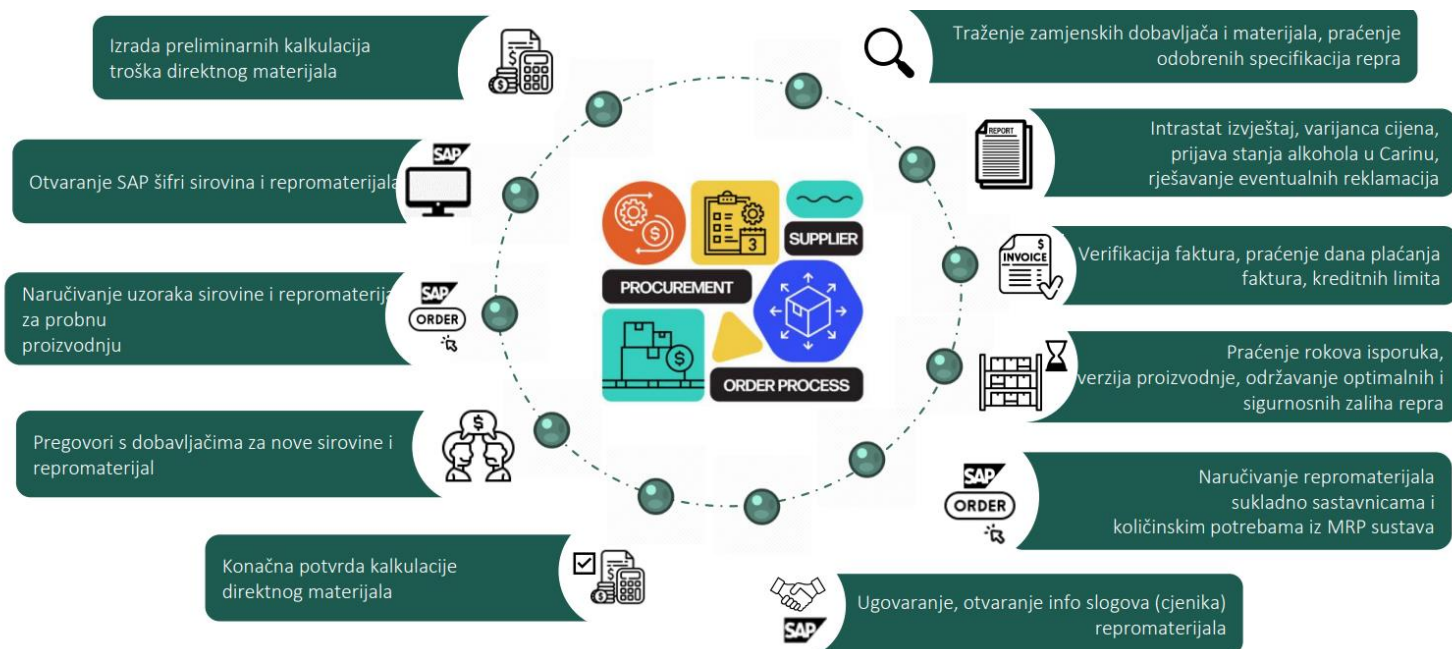 Izrada preliminarnih kalkulacija
troška direktnog materijala
SAP
Otvaranje SAP šifri sirovina i repromaterijala
Naručivanje uzoraka sirovine i repromaterija
za probnu
proizvodnju
SAP
ORDER
Pregovori s dobavljačima za nove sirovine i
repromaterijal
Konačna potvrda kalkulacije
direktnog materijala
3
SUPPLIER
PROCUREMENT
ORDER PROCESS
Traženje zamjenskih dobavljača i materijala, praćenje
odobrenih specifikacija repra
REPORT
Intrastat izvještaj, varijanca cijena,
prijava stanja alkohola u Carinu,
rješavanje eventualnih reklamacija
INVOICE
Verifikacija faktura, praćenje dana plaćanja
faktura, kreditnih limita
Praćenje rokova isporuka,
verzija proizvodnje, održavanje optimalnih i
sigurnosnih zaliha repra
SAP
ORDER
Naručivanje repromaterijala
sukladno sastavnicama i
količinskim potrebama iz MRP sustava
SAP
Ugovaranje, otvaranje info slogova (cjenika)
repromaterijala